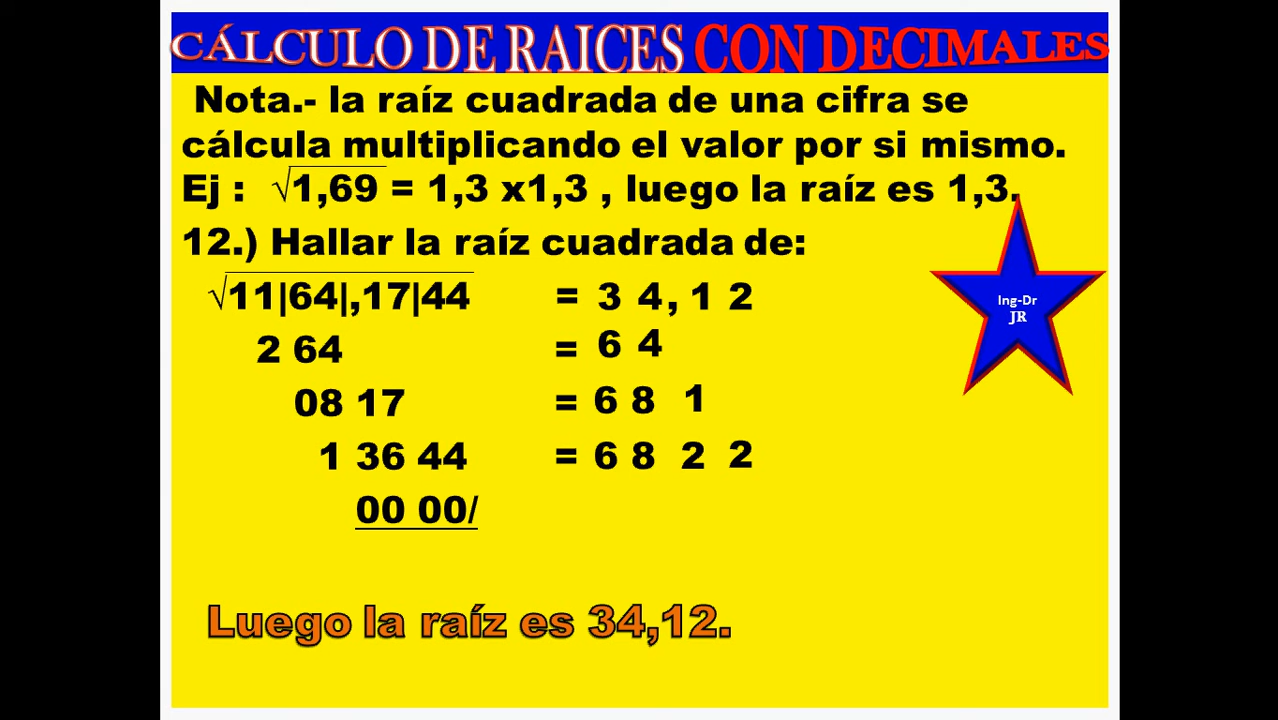 CÁLCULO DE RAICES CON DECIMALES
Nota.- la raíz cuadrada de una cifra se
cálcula multiplicando el valor por si mismo.
Ej : √1,69 = 1,3 x1,3 , luego la raíz es 1,3.
12.) Hallar la raíz cuadrada de:
√11|64|,17|44 = 3 4 , 1 2
2 64 = 6 4
08 17 = 6 8 1
1 36 44 = 6 8 2 2
00 00/
Luego la raíz es 34,12.
Ing-Dr
JR